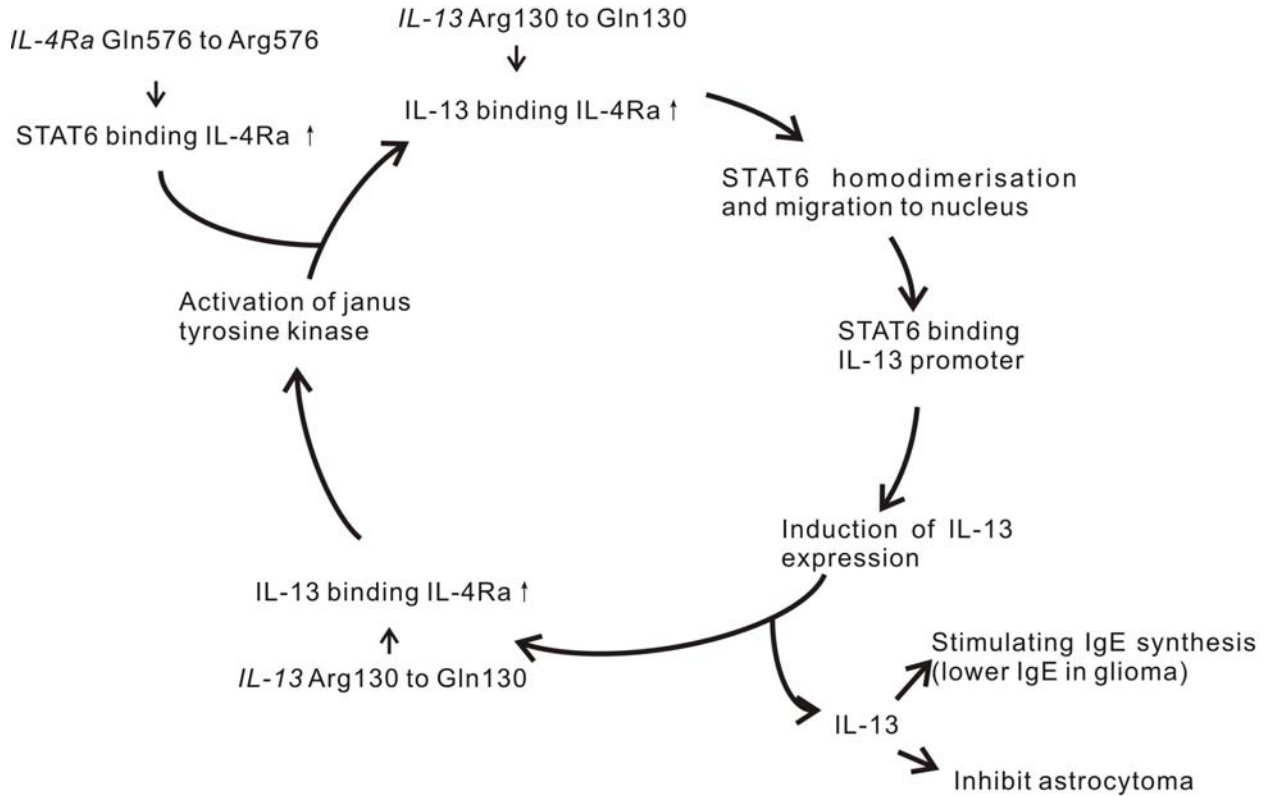 IL-4Ra Gln576 to Arg576
STAT6 binding IL-4Ra ↑
IL-13 Arg130 to Gln130
IL-13 binding IL-4Ra ↑
STAT6 homodimerisation
and migration to nucleus
STAT6 binding
IL-13 promoter
Induction of IL-13
expression
Stimulating IgE synthesis
(lower IgE in glioma)
IL-13
Inhibit astrocytoma
IL-13 binding IL-4Ra ↑
IL-13 Arg130 to Gln130
Activation of janus
tyrosine kinase